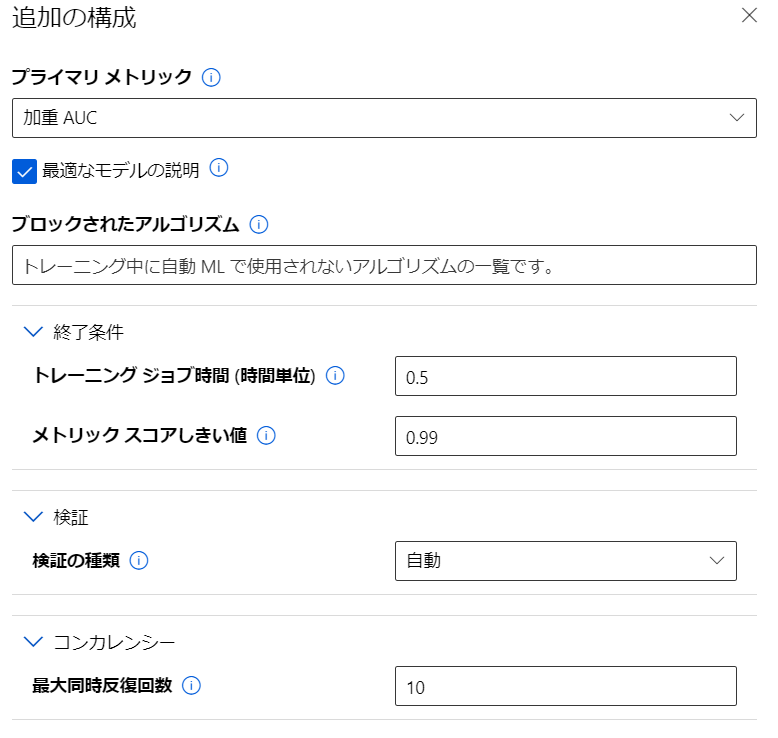 追加の構成
プライマリ メトリック
加重 AUC
最適なモデルの説明
ブロックされたアルゴリズム
トレーニング中に自動 ML で使用されないアルゴリズムの一覧です。
終了条件
トレーニング ジョブ時間 (時間単位)
0.5
メトリック スコアしきい値
0.99
検証
検証の種類
自動
コンカレンシー
最大同時反復回数
10